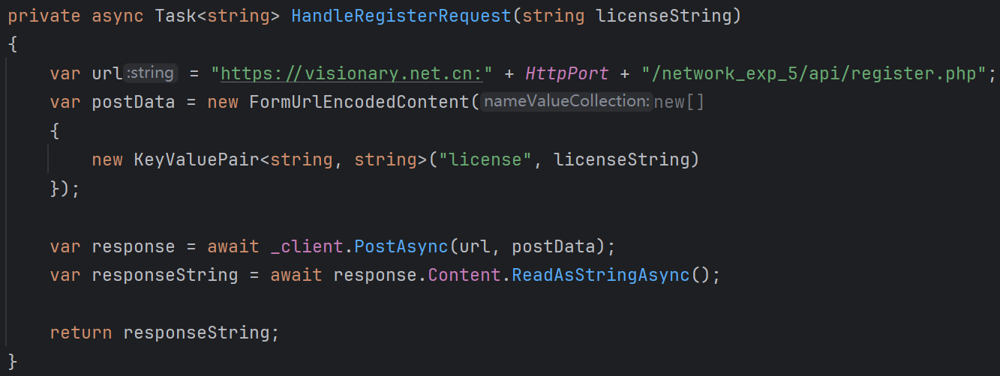 private async Task<string> HandleRegisterRequest(string licenseString)
{
var url:string = "https://visionary.net.cn:" + HttpPort + "/network_exp_5/api/register.php";
var postData = new FormUrlEncodedContent(nameValueCollection:new[]
{
new KeyValuePair<string, string>("license", licenseString)
});
var response = await _client.PostAsync(url, postData);
var responseString = await response.Content.ReadAsStringAsync();
return responseString;
}